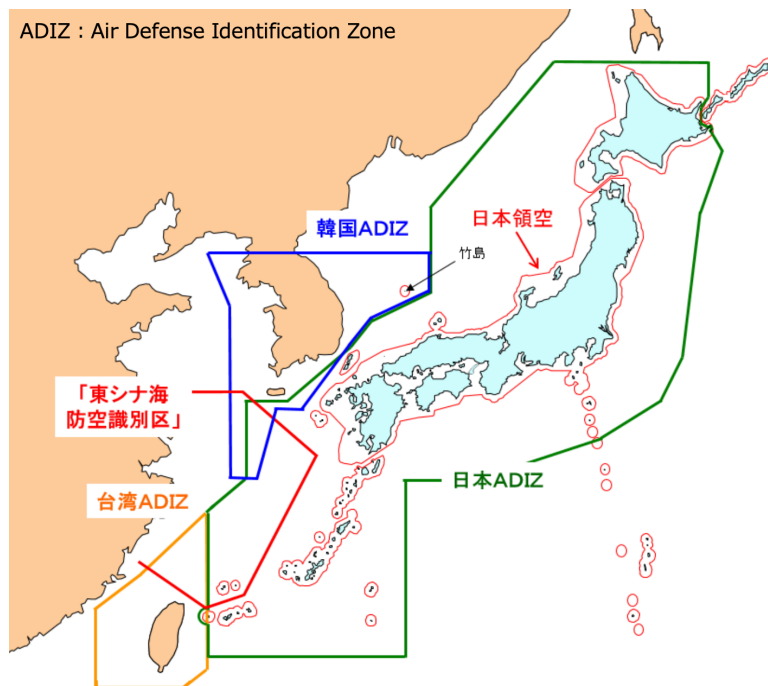 ADIZ : Air Defense Identification Zone
韓国ADIZ
日本領空
竹島
「東シナ海
防空識別区」
日本ADIZ
台湾ADIZ